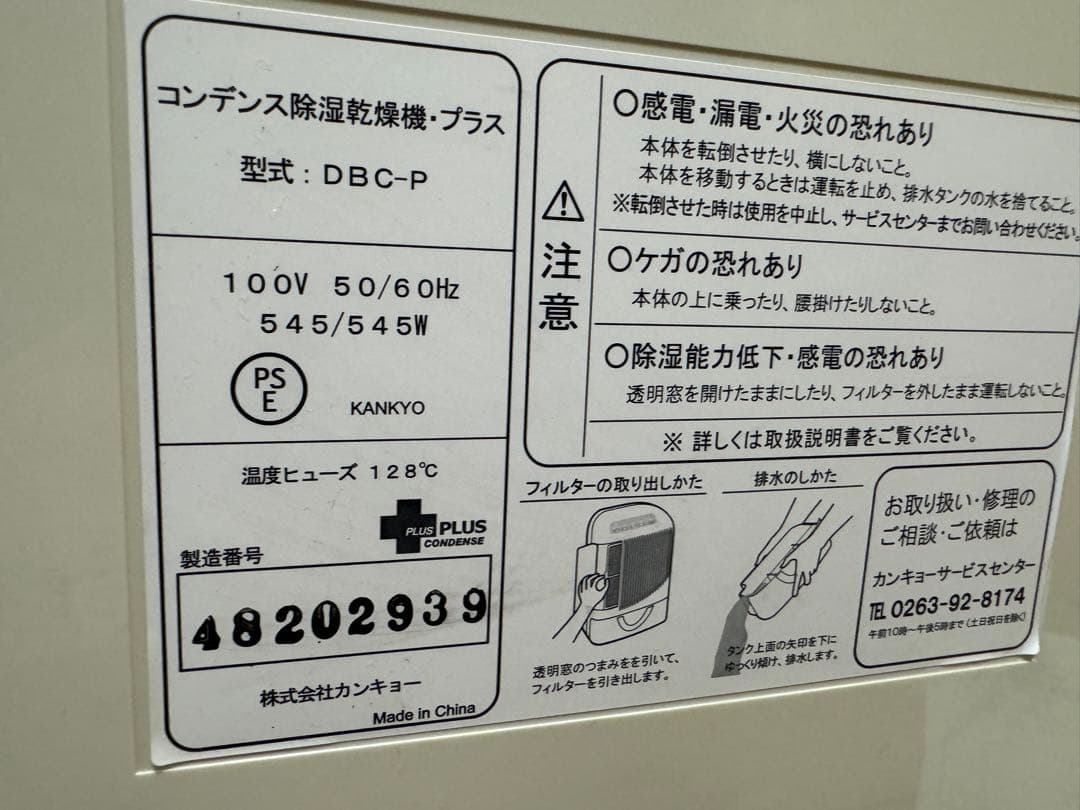 コンデンス除湿乾燥機・プラス
型式：DBC-P
100V 50/60Hz
545/545W
PS
E
KANKYO
温度ヒューズ 128℃
PLUS PLUS
CONDENSE
製造番号
48202939
株式会社カンキョー
Made in China
注意
○感電・漏電・火災の恐れあり
本体を転倒させたり、横にしないこと。
本体を移動するときは運転を止め、排水タンクの水を捨てること。
※転倒させた時は使用を中止し、サービスセンターまでお問い合わせください。
○ケガの恐れあり
本体の上に乗ったり、腰掛けたりしないこと。
○除湿能力低下・感電の恐れあり
透明窓を開けたままにしたり、フィルターを外したまま運転しないこと。
※ 詳しくは取扱説明書をご覧ください。
フィルターの取り出しかた
透明窓のつまみをを引いて、
フィルターを引き出します。
排水のしかた
タンク上面の矢印を下に
ゆっくり傾け、排水します。
お取り扱い・修理の
ご相談・ご依頼は
カンキョーサービスセンター
TEL 0263-92-8174
午前10時～午後5時まで（土日祝日を除く）